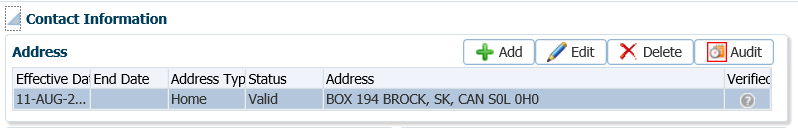 Contact Information
Address Add Edit Delete Audit
Effective Dat End Date Address Typ Status Address Verified
11-AUG-2... Home Valid BOX 194 BROCK, SK, CAN S0L 0H0 ?